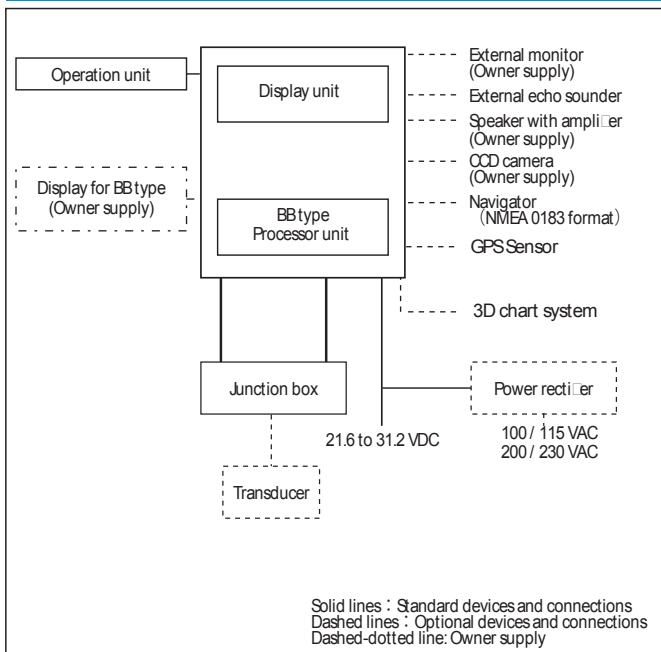 Operation unit
Display unit
Display for BB type
(Owner supply)
BB type
Processor unit
External monitor
(Owner supply)
External echo sounder
Speaker with ampli□er
(Owner supply)
CCD camera
(Owner supply)
Navigator
（NMEA 0183 format）
GPS Sensor
3D chart system
Junction box
Power recti□er
21.6 to 31.2 VDC
100 / 115 VAC
200 / 230 VAC
Transducer
Solid lines：Standard devices and connections
Dashed lines：Optional devices and connections
Dashed-dotted line: Owner supply